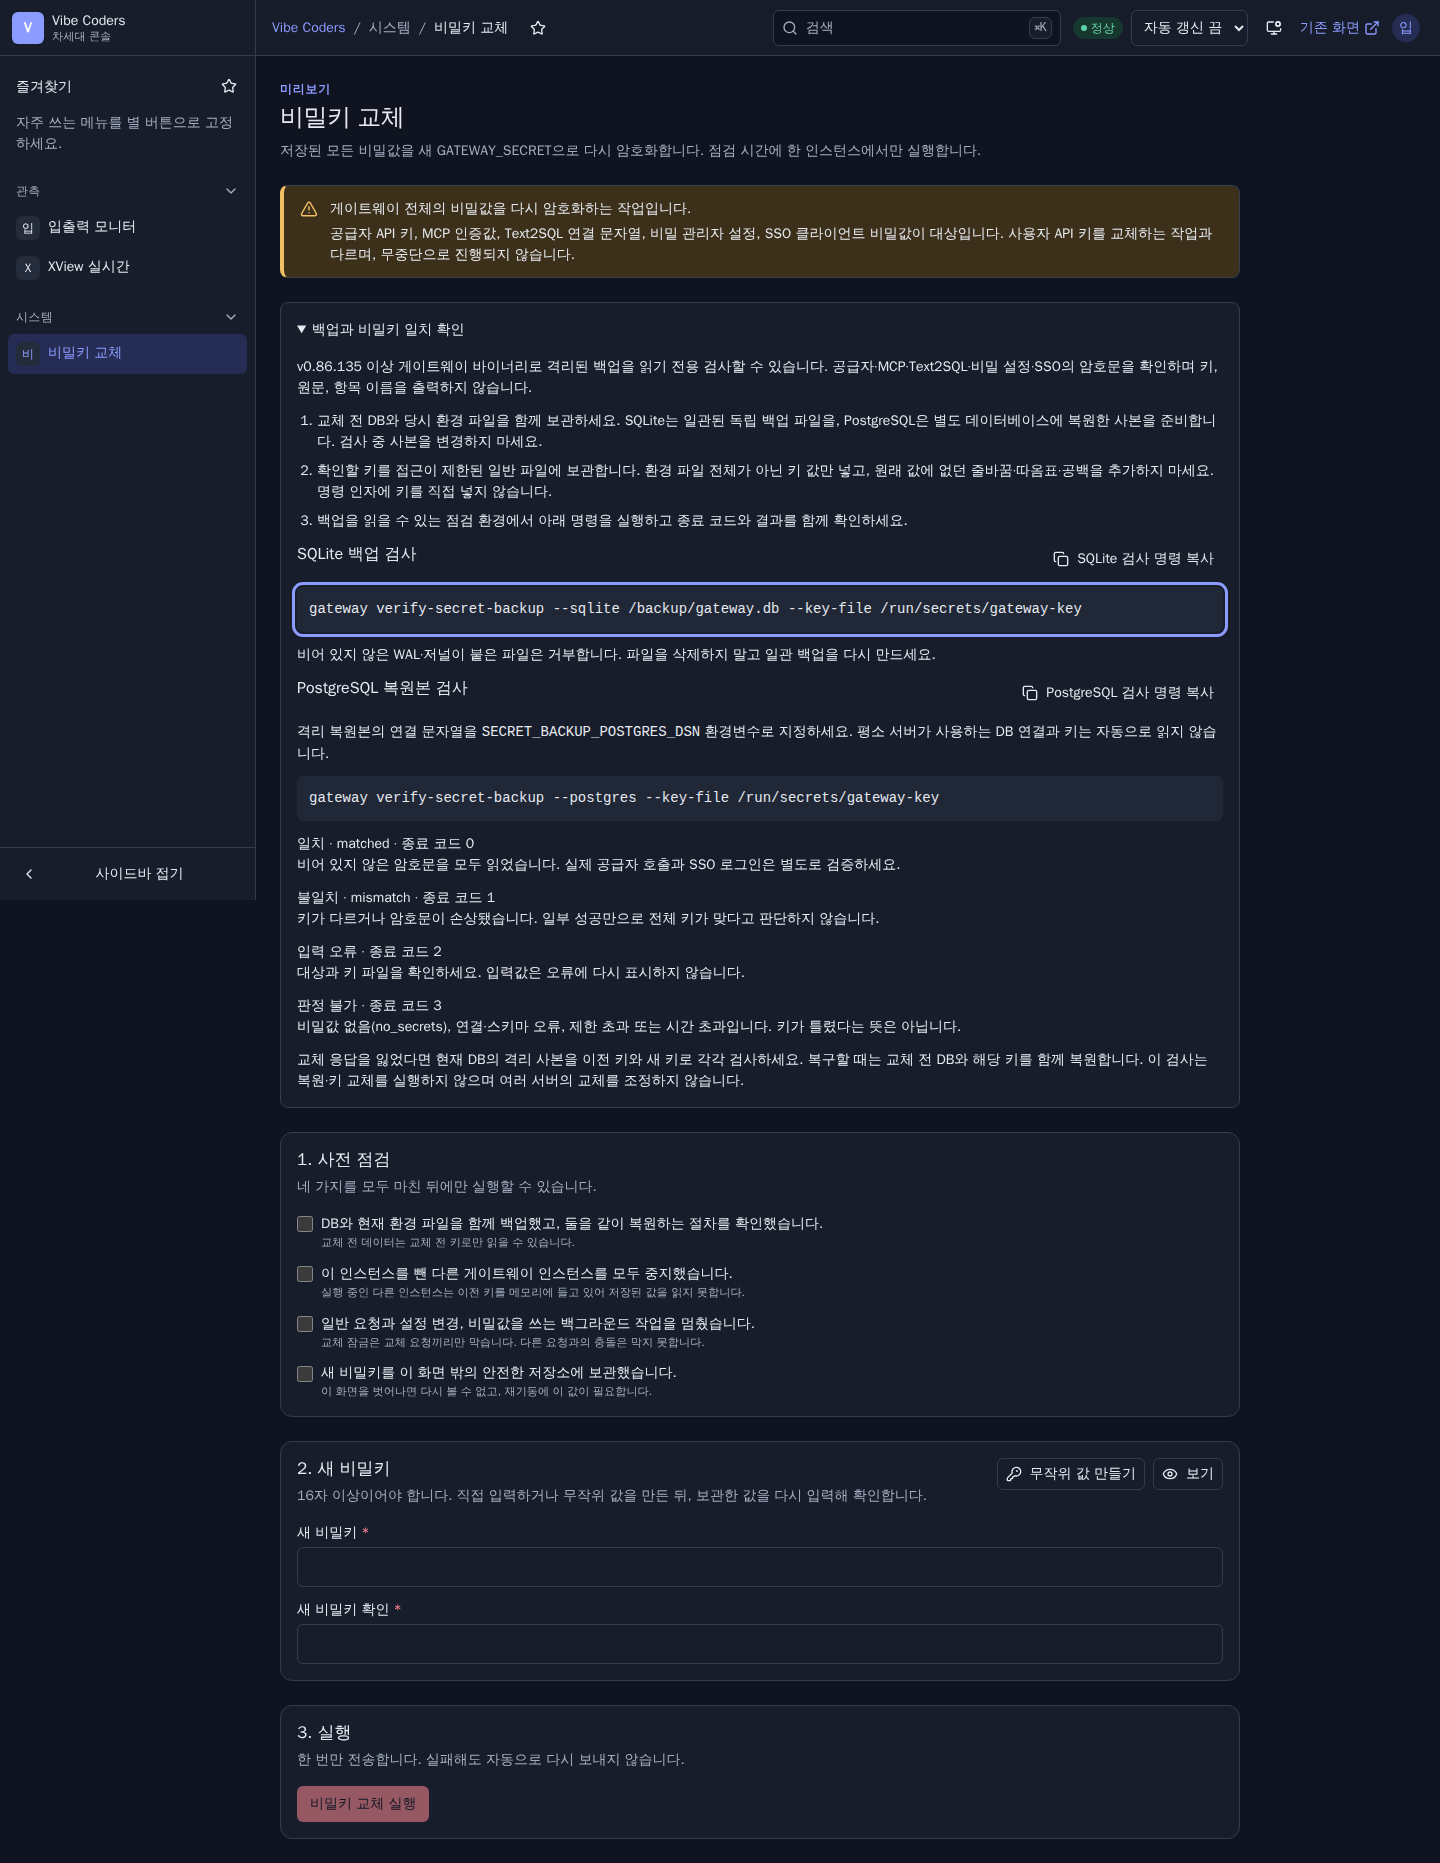 V
Vibe Coders
차세대 콘솔
Vibe Coders / 시스템 / 비밀키 교체
검색
⌘K
정상
자동 갱신 끔
기존 화면
입
즐겨찾기
자주 쓰는 메뉴를 별 버튼으로 고정
하세요.
관측
입 입출력 모니터
X XView 실시간
시스템
비 비밀키 교체
사이드바 접기
미리보기
비밀키 교체
저장된 모든 비밀값을 새 GATEWAY_SECRET으로 다시 암호화합니다. 점검 시간에 한 인스턴스에서만 실행합니다.
게이트웨이 전체의 비밀값을 다시 암호화하는 작업입니다.
공급자 API 키, MCP 인증값, Text2SQL 연결 문자열, 비밀 관리자 설정, SSO 클라이언트 비밀값이 대상입니다. 사용자 API 키를 교체하는 작업과
다르며, 무중단으로 진행되지 않습니다.
▼ 백업과 비밀키 일치 확인
v0.86.135 이상 게이트웨이 바이너리로 격리된 백업을 읽기 전용 검사할 수 있습니다. 공급자·MCP·Text2SQL·비밀 설정·SSO의 암호문을 확인하며 키,
원문, 항목 이름을 출력하지 않습니다.
1. 교체 전 DB와 당시 환경 파일을 함께 보관하세요. SQLite는 일관된 독립 백업 파일을, PostgreSQL은 별도 데이터베이스에 복원한 사본을 준비합니
다. 검사 중 사본을 변경하지 마세요.
2. 확인할 키를 접근이 제한된 일반 파일에 보관합니다. 환경 파일 전체가 아닌 키 값만 넣고, 원래 값에 없던 줄바꿈·따옴표·공백을 추가하지 마세요.
명령 인자에 키를 직접 넣지 않습니다.
3. 백업을 읽을 수 있는 점검 환경에서 아래 명령을 실행하고 종료 코드와 결과를 함께 확인하세요.
SQLite 백업 검사
SQLite 검사 명령 복사
gateway verify-secret-backup --sqlite /backup/gateway.db --key-file /run/secrets/gateway-key
비어 있지 않은 WAL·저널이 붙은 파일은 거부합니다. 파일을 삭제하지 말고 일관 백업을 다시 만드세요.
PostgreSQL 복원본 검사
PostgreSQL 검사 명령 복사
격리 복원본의 연결 문자열을 SECRET_BACKUP_POSTGRES_DSN 환경변수로 지정하세요. 평소 서버가 사용하는 DB 연결과 키는 자동으로 읽지 않습
니다.
gateway verify-secret-backup --postgres --key-file /run/secrets/gateway-key
일치 · matched · 종료 코드 0
비어 있지 않은 암호문을 모두 읽었습니다. 실제 공급자 호출과 SSO 로그인은 별도로 검증하세요.
불일치 · mismatch · 종료 코드 1
키가 다르거나 암호문이 손상됐습니다. 일부 성공만으로 전체 키가 맞다고 판단하지 않습니다.
입력 오류 · 종료 코드 2
대상과 키 파일을 확인하세요. 입력값은 오류에 다시 표시하지 않습니다.
판정 불가 · 종료 코드 3
비밀값 없음(no_secrets), 연결·스키마 오류, 제한 초과 또는 시간 초과입니다. 키가 틀렸다는 뜻은 아닙니다.
교체 응답을 잃었다면 현재 DB의 격리 사본을 이전 키와 새 키로 각각 검사하세요. 복구할 때는 교체 전 DB와 해당 키를 함께 복원합니다. 이 검사는
복원·키 교체를 실행하지 않으며 여러 서버의 교체를 조정하지 않습니다.
1. 사전 점검
네 가지를 모두 마친 뒤에만 실행할 수 있습니다.
DB와 현재 환경 파일을 함께 백업했고, 둘을 같이 복원하는 절차를 확인했습니다.
교체 전 데이터는 교체 전 키로만 읽을 수 있습니다.
이 인스턴스를 뺀 다른 게이트웨이 인스턴스를 모두 중지했습니다.
실행 중인 다른 인스턴스는 이전 키를 메모리에 들고 있어 저장된 값을 읽지 못합니다.
일반 요청과 설정 변경, 비밀값을 쓰는 백그라운드 작업을 멈췄습니다.
교체 잠금은 교체 요청끼리만 막습니다. 다른 요청과의 충돌은 막지 못합니다.
새 비밀키를 이 화면 밖의 안전한 저장소에 보관했습니다.
이 화면을 벗어나면 다시 볼 수 없고, 재기동에 이 값이 필요합니다.
2. 새 비밀키
무작위 값 만들기
보기
16자 이상이어야 합니다. 직접 입력하거나 무작위 값을 만든 뒤, 보관한 값을 다시 입력해 확인합니다.
새 비밀키 *
새 비밀키 확인 *
3. 실행
한 번만 전송합니다. 실패해도 자동으로 다시 보내지 않습니다.
비밀키 교체 실행